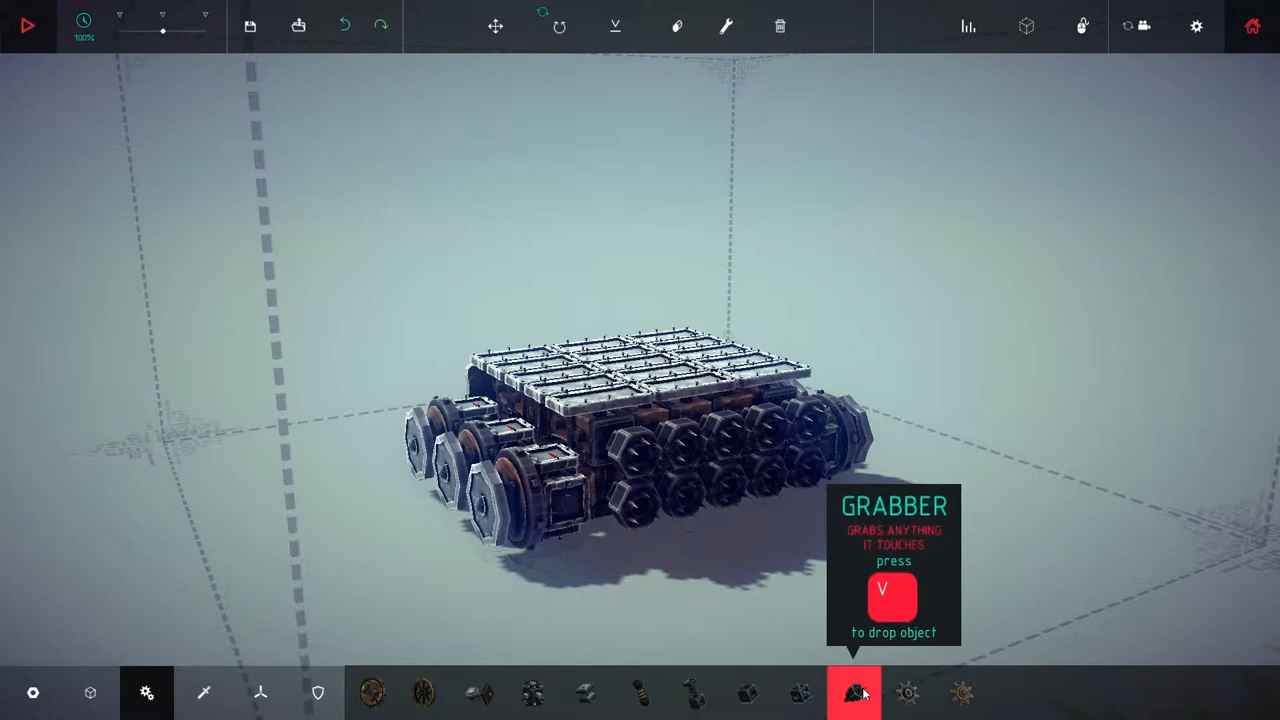 100%
GRABBER
GRABS ANYTHING
IT TOUCHES
press
V
to drop object